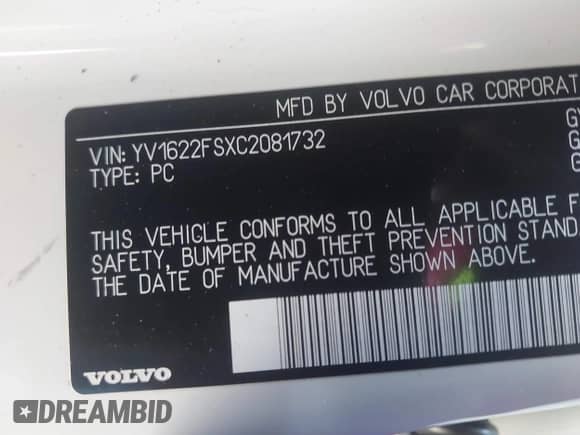 MFD BY VOLVO CAR CORPORAT
VIN: YV1622FSXC2081732
TYPE: PC
THIS VEHICLE CONFORMS TO ALL APPLICABLE F
SAFETY, BUMPER AND THEFT PREVENTION STAND
THE DATE OF MANUFACTURE SHOWN ABOVE.
VOLVO
DREAMBID